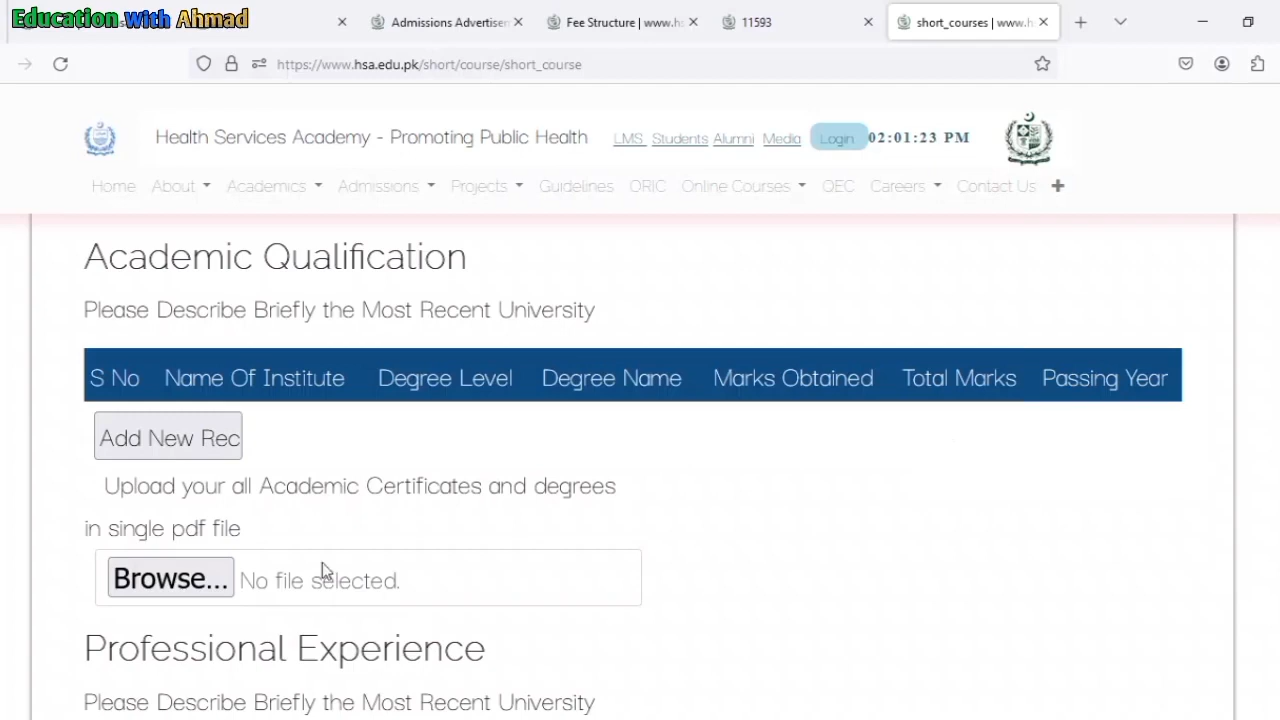 Education with Ahmad
Admissions Advertisem
Fee Structure | www.hs
11593
short_courses | www.h
https://www.hsa.edu.pk/short/course/short_course
Health Services Academy - Promoting Public Health
LMS Students Alumni Media Login 02:01:23 PM
Home About Academics Admissions Projects Guidelines ORIC Online Courses QEC Careers Contact Us +
Academic Qualification
Please Describe Briefly the Most Recent University
S No Name Of Institute Degree Level Degree Name Marks Obtained Total Marks Passing Year
Add New Rec
Upload your all Academic Certificates and degrees
in single pdf file
Browse... No file selected.
Professional Experience
Please Describe Briefly the Most Recent University